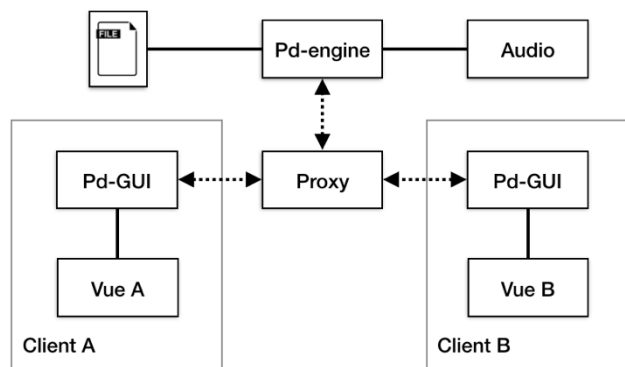 FILE
Pd-engine
Audio
Pd-GUI
Proxy
Pd-GUI
Vue A
Vue B
Client A
Client B